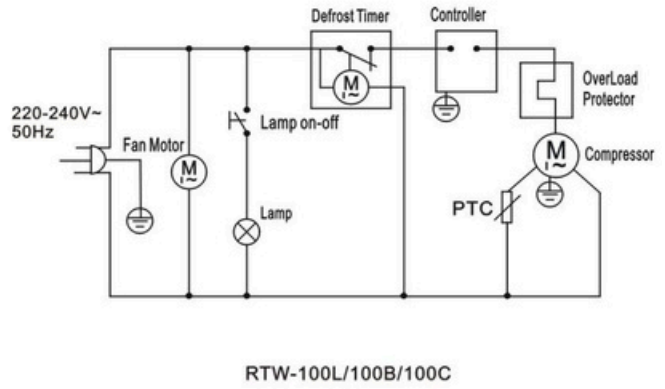 Defrost Timer
Controller
220-240V~
50Hz
Fan Motor
M
~
Lamp on-off
Lamp
M
~
OverLoad
Protector
M
~
Compressor
PTC
RTW-100L/100B/100C